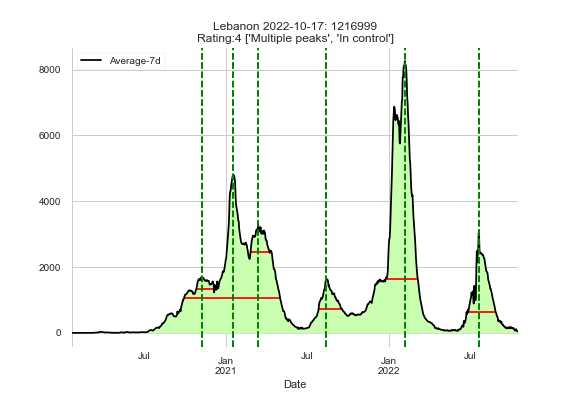 Lebanon 2022-10-17: 1216999
Rating:4 ['Multiple peaks', 'In control']
Average-7d
8000
6000
4000
2000
0
Jul
Jan
2021
Jul
Jan
2022
Jul
Date